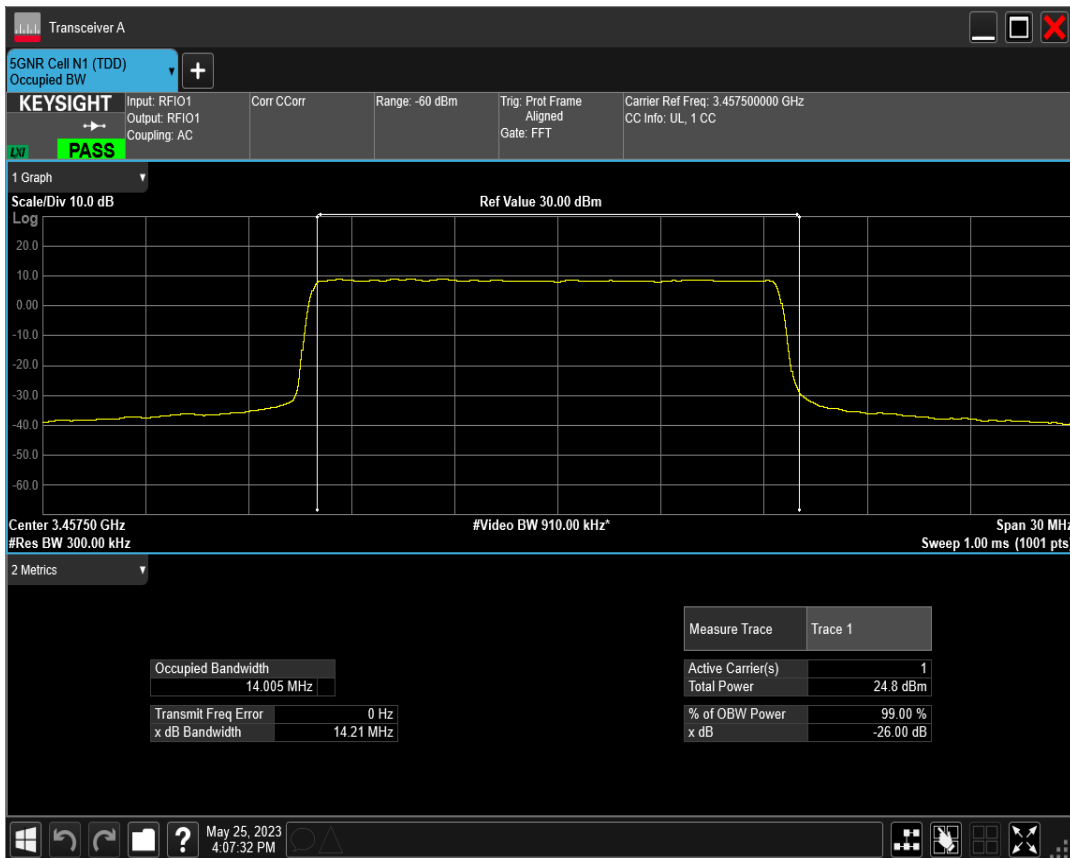 Transceiver A
5GNR Cell N1 (TDD)
Occupied BW
+
KEYSIGHT
LXI
PASS
Input: RFIO1
Output: RFIO1
Coupling: AC
Corr CCorr
Range: -60 dBm
Trig: Prot Frame
Aligned
Gate: FFT
Carrier Ref Freq: 3.457500000 GHz
CC Info: UL, 1 CC
1 Graph
Scale/Div 10.0 dB
Ref Value 30.00 dBm
Log
20.0
10.0
0.00
-10.0
-20.0
-30.0
-40.0
-50.0
-60.0
Center 3.45750 GHz
#Video BW 910.00 kHz*
Span 30 MHz
#Res BW 300.00 kHz
Sweep 1.00 ms (1001 pts)
2 Metrics
Measure Trace Trace 1
Occupied Bandwidth
14.005 MHz
Active Carrier(s) 1
Total Power 24.8 dBm
Transmit Freq Error 0 Hz
x dB Bandwidth 14.21 MHz
% of OBW Power 99.00 %
x dB -26.00 dB
?
May 25, 2023
4:07:32 PM